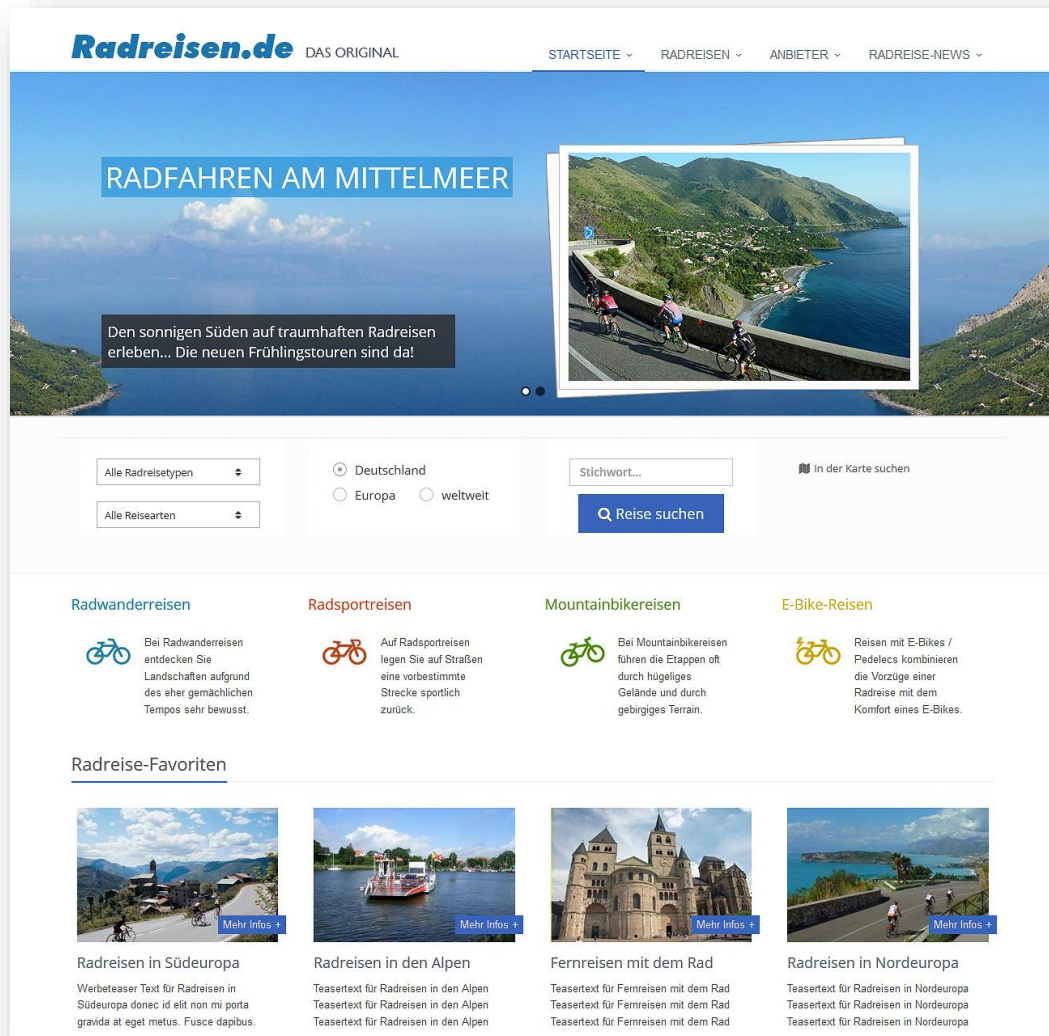 Radreisen.de DAS ORIGINAL
STARTSEITE
RADREISEN
ANBIETER
RADREISE-NEWS
RADFAHREN AM MITTELMEER
Den sonnigen Süden auf traumhaften Radreisen
erleben... Die neuen Frühlingstouren sind da!
Alle Radreisetypen
Alle Reisearten
Deutschland
Europa
weltweit
Stichwort...
Reise suchen
In der Karte suchen
Radwanderreisen
Bei Radwanderreisen
entdecken Sie
Landschaften aufgrund
des eher gemächlichen
Tempos sehr bewusst.
Radsportreisen
Auf Radsportreisen
legen Sie auf Straßen
eine vorbestimmte
Strecke sportlich
zurück.
Mountainbikereisen
Bei Mountainbikereisen
führen die Etappen oft
durch hügeliges
Gelände und durch
gebirgiges Terrain.
E-Bike-Reisen
Reisen mit E-Bikes /
Pedelecs kombinieren
die Vorzüge einer
Radreise mit dem
Komfort eines E-Bikes.
Radreise-Favoriten
Mehr Infos +
Radreisen in Südeuropa
Werbeteaser Text für Radreisen in
Südeuropa donec id elit non mi porta
gravida at eget metus. Fusce dapibus.
Mehr Infos +
Radreisen in den Alpen
Teasertext für Radreisen in den Alpen
Teasertext für Radreisen in den Alpen
Teasertext für Radreisen in den Alpen
Mehr Infos +
Fernreisen mit dem Rad
Teasertext für Fernreisen mit dem Rad
Teasertext für Fernreisen mit dem Rad
Teasertext für Fernreisen mit dem Rad
Mehr Infos +
Radreisen in Nordeuropa
Teasertext für Radreisen in Nordeuropa
Teasertext für Radreisen in Nordeuropa
Teasertext für Radreisen in Nordeuropa